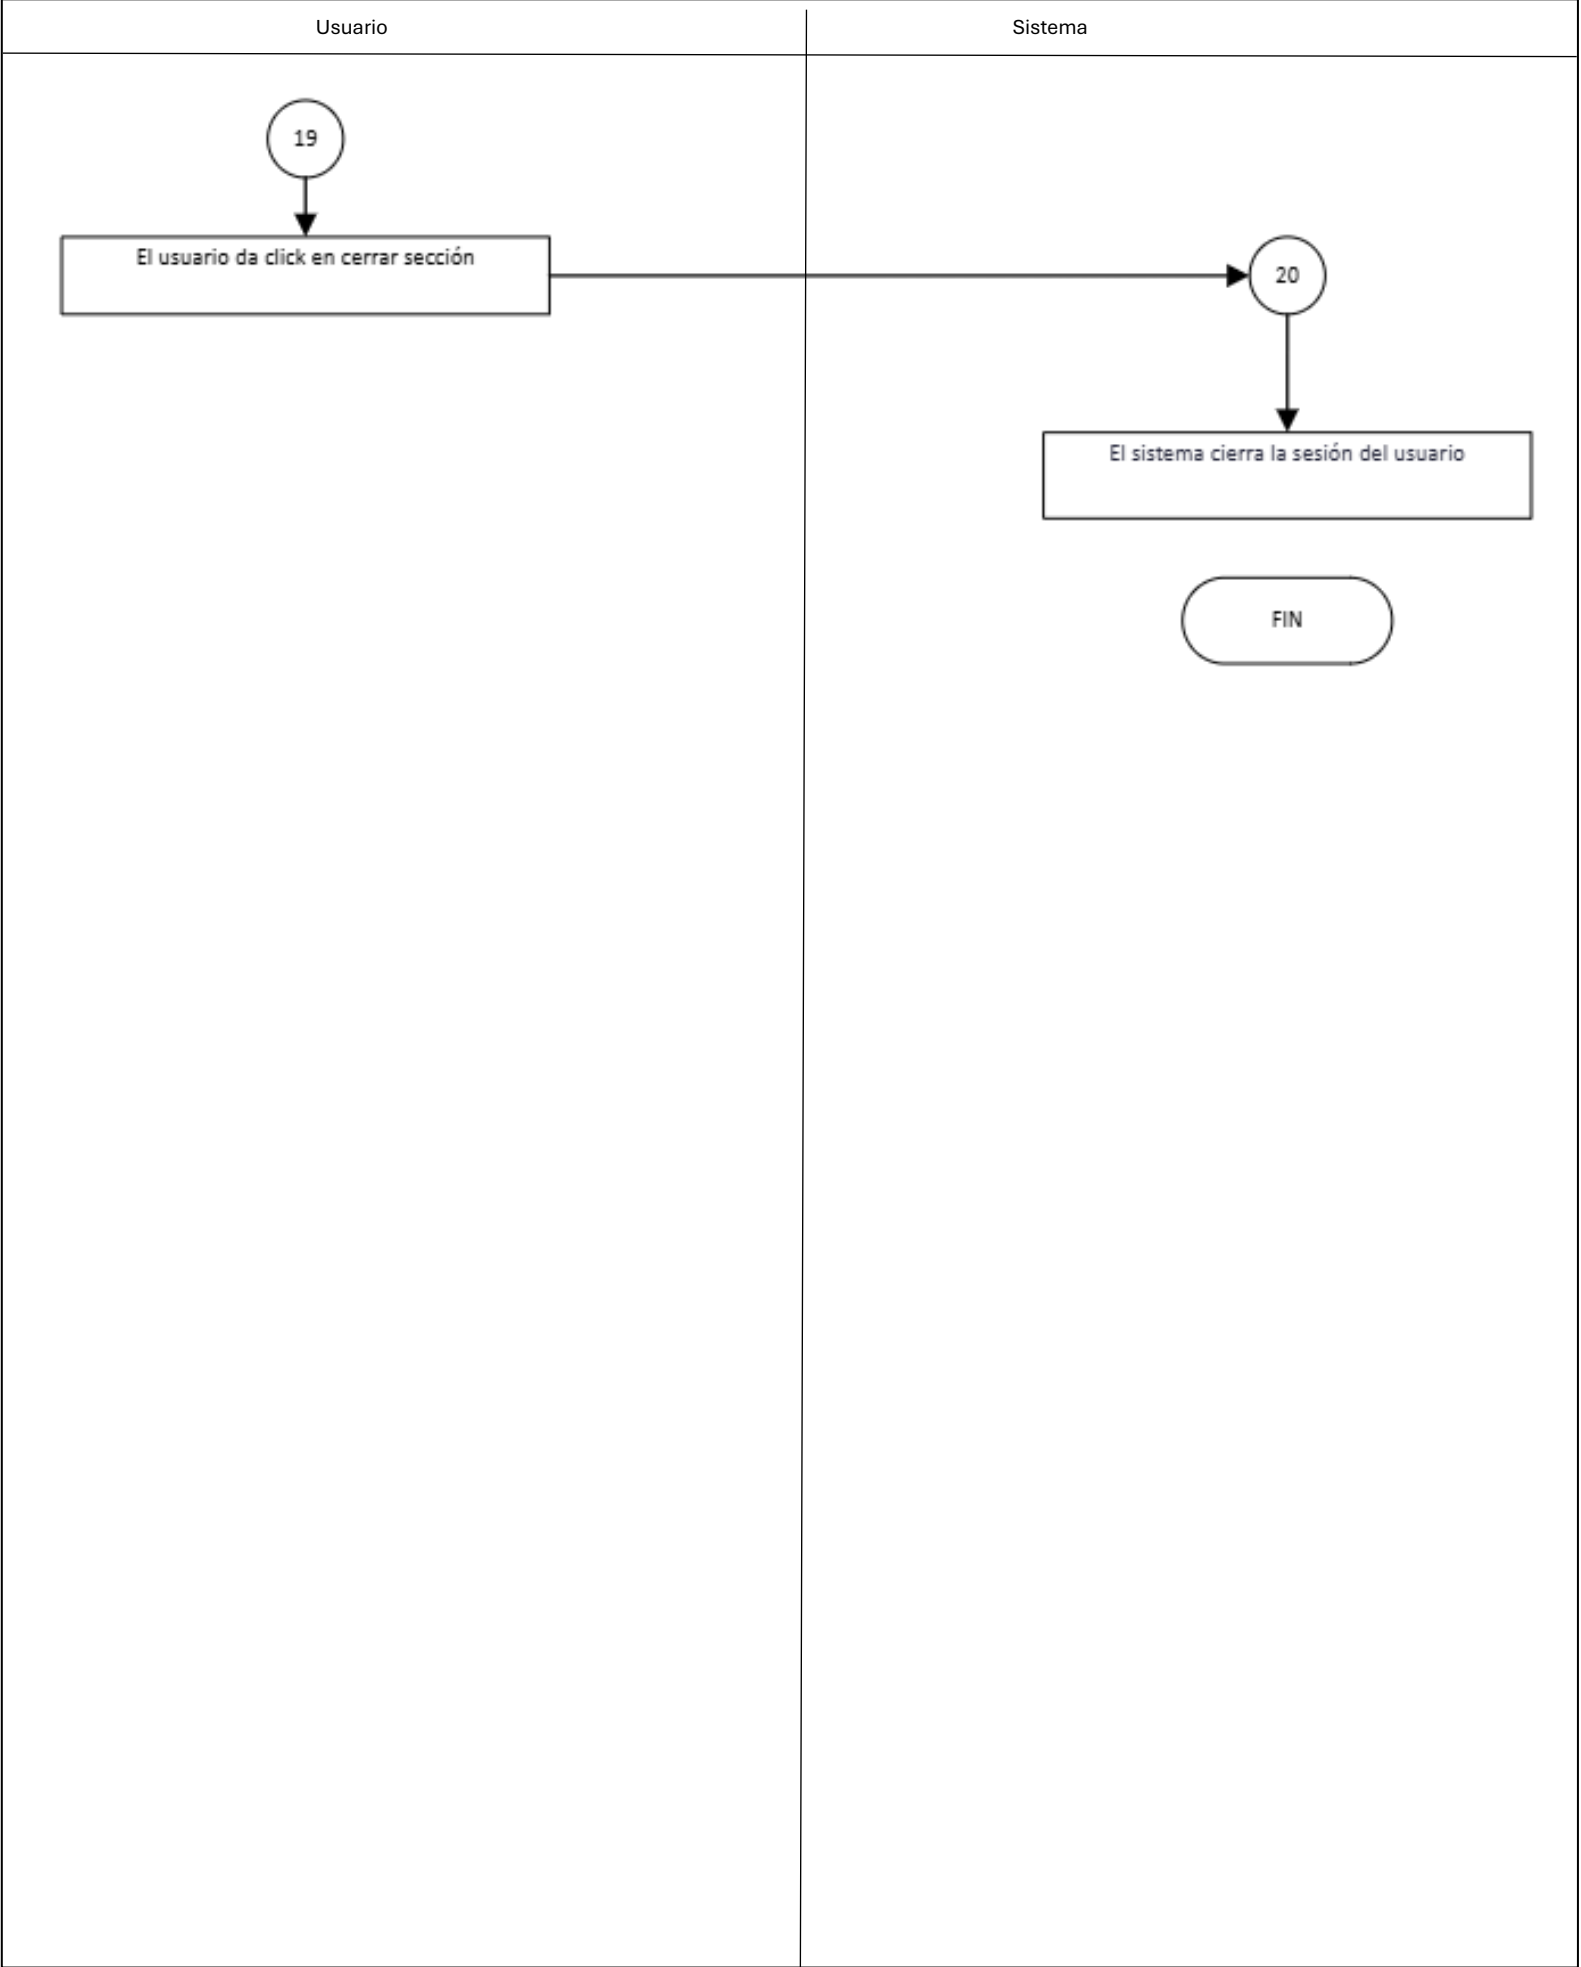 Usuario
Sistema
19
El usuario da click en cerrar sección
20
El sistema cierra la sesión del usuario
FIN